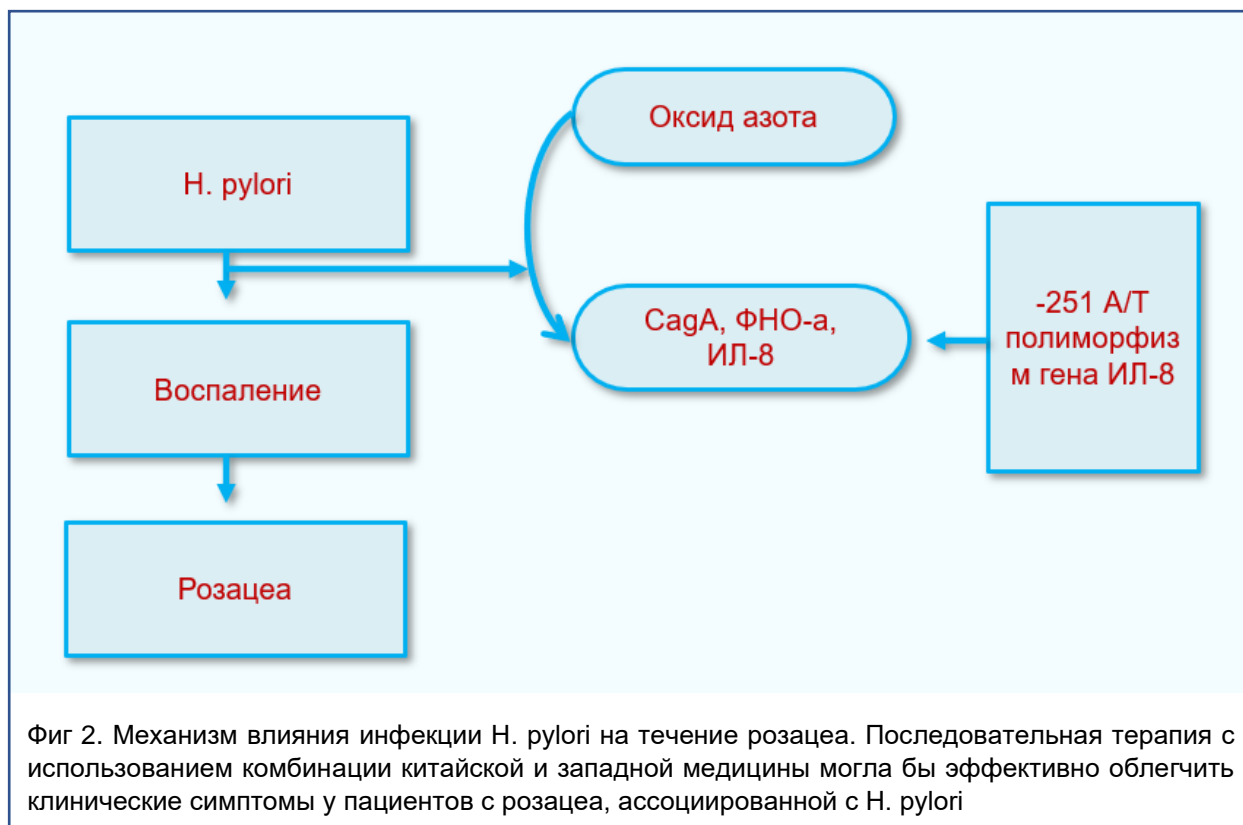 Оксид азота
H. pylori
-251 А/Т
полиморфиз
м гена ИЛ-8
CagA, ФНО-а,
ИЛ-8
Воспаление
Розацеа
Фиг 2. Механизм влияния инфекции H. pylori на течение розацеа. Последовательная терапия с
использованием комбинации китайской и западной медицины могла бы эффективно облегчить
клинические симптомы у пациентов с розацеа, ассоциированной с H. pylori